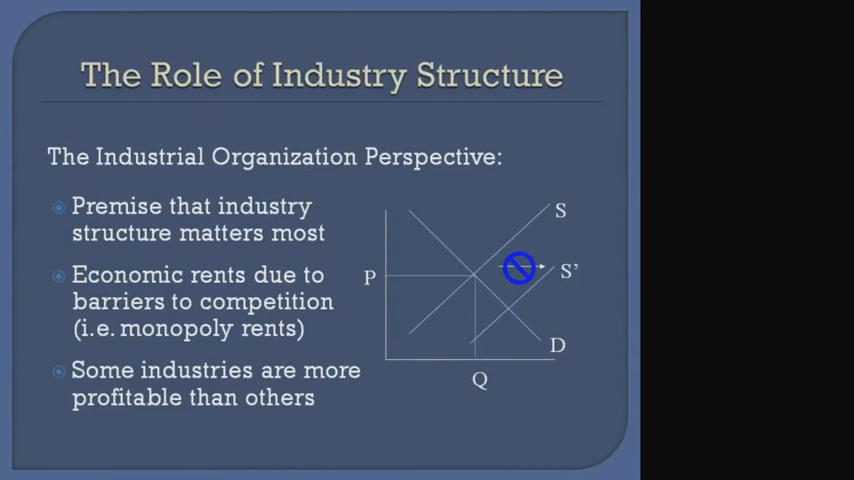 The Role of Industry Structure
The Industrial Organization Perspective:
Premise that industry
structure matters most
Economic rents due to
barriers to competition
(i.e. monopoly rents)
Some industries are more
profitable than others
S
S’
P
D
Q